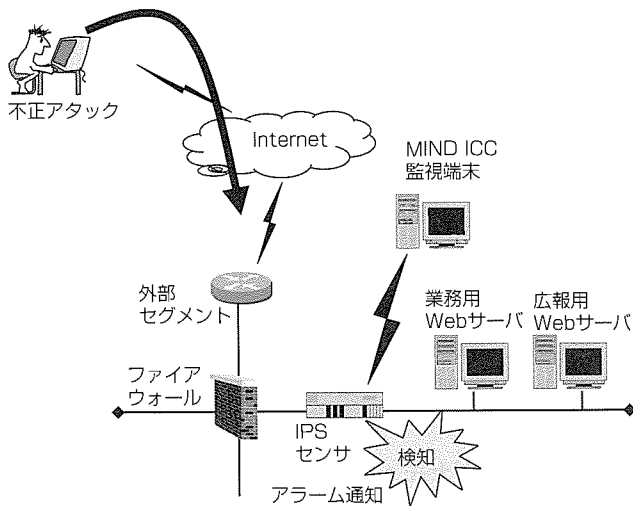 不正アタック
Internet
MIND ICC
監視端末
外部
セグメント
業務用
Webサーバ
広報用
Webサーバ
ファイア
ウォール
IPS
センサ
検知
アラーム通知